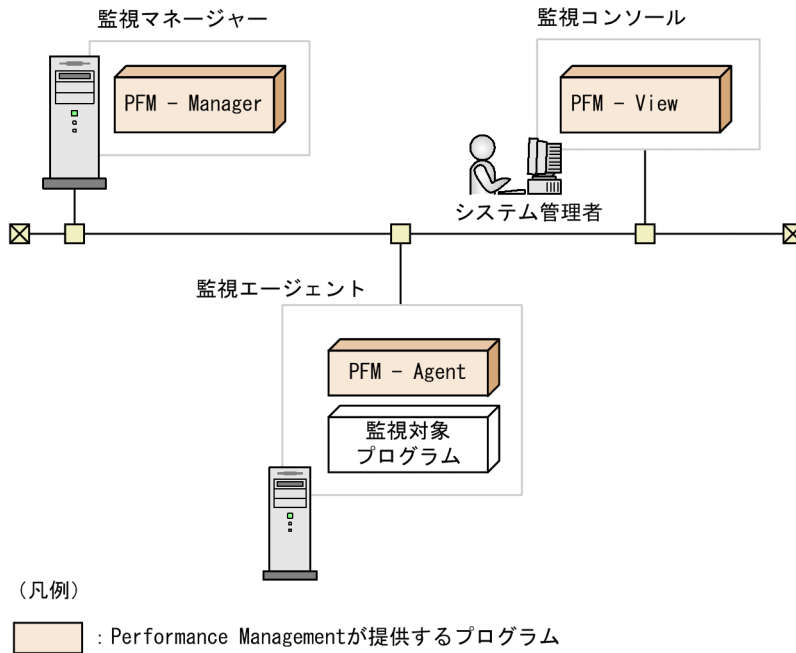 監視マネージャー
監視コンソール
PFM − Manager
PFM − View
システム管理者
監視エージェント
PFM − Agent
監視対象
プログラム
（凡例）
：Performance Managementが提供するプログラム